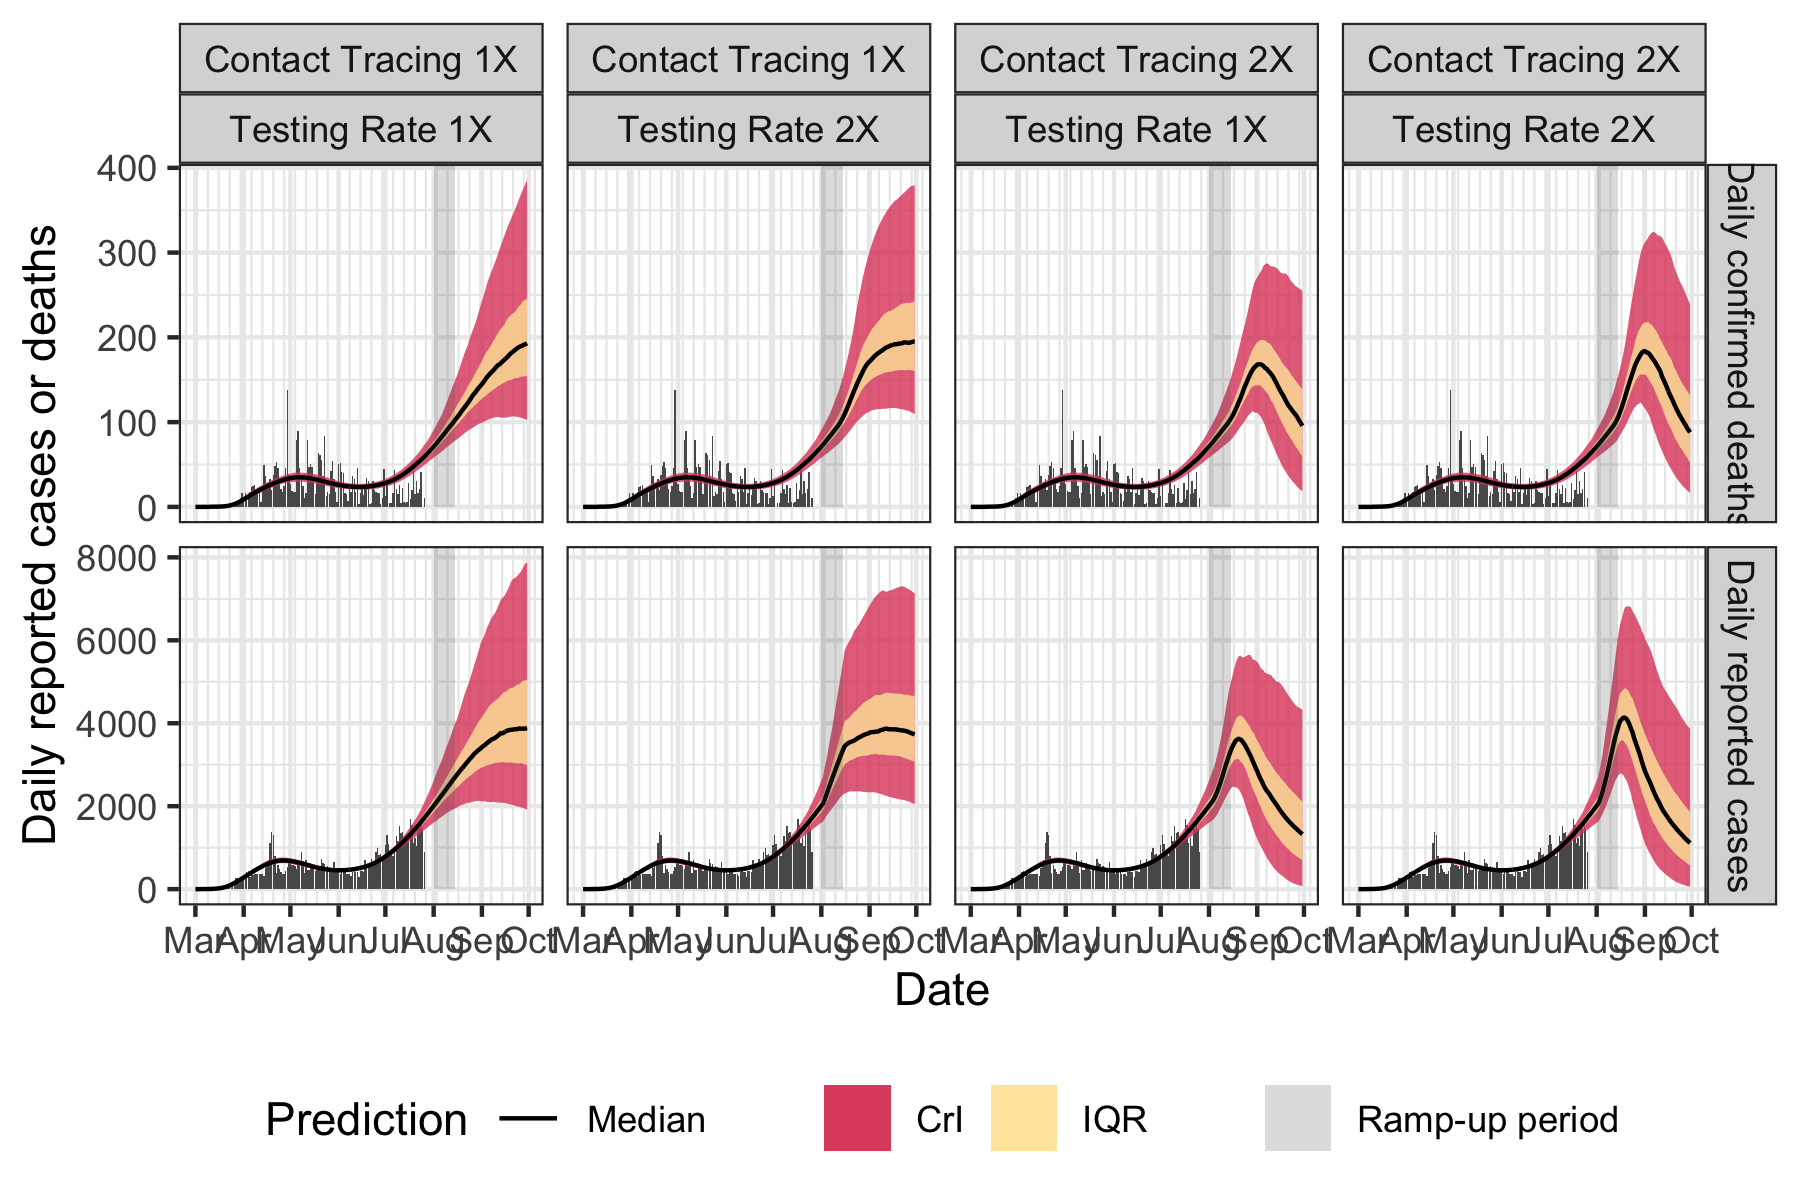 Contact Tracing 1X
Contact Tracing 1X
Contact Tracing 2X
Contact Tracing 2X
Testing Rate 1X
Testing Rate 2X
Testing Rate 1X
Testing Rate 2X
Daily reported cases or deaths
400
300
200
100
0
Daily confirmed deaths
8000
6000
4000
2000
0
Daily reported cases
Mar Apr May Jun Jul Aug Sep Oct
Mar Apr May Jun Jul Aug Sep Oct
Mar Apr May Jun Jul Aug Sep Oct
Mar Apr May Jun Jul Aug Sep Oct
Date
Prediction Median CrI IQR Ramp-up period